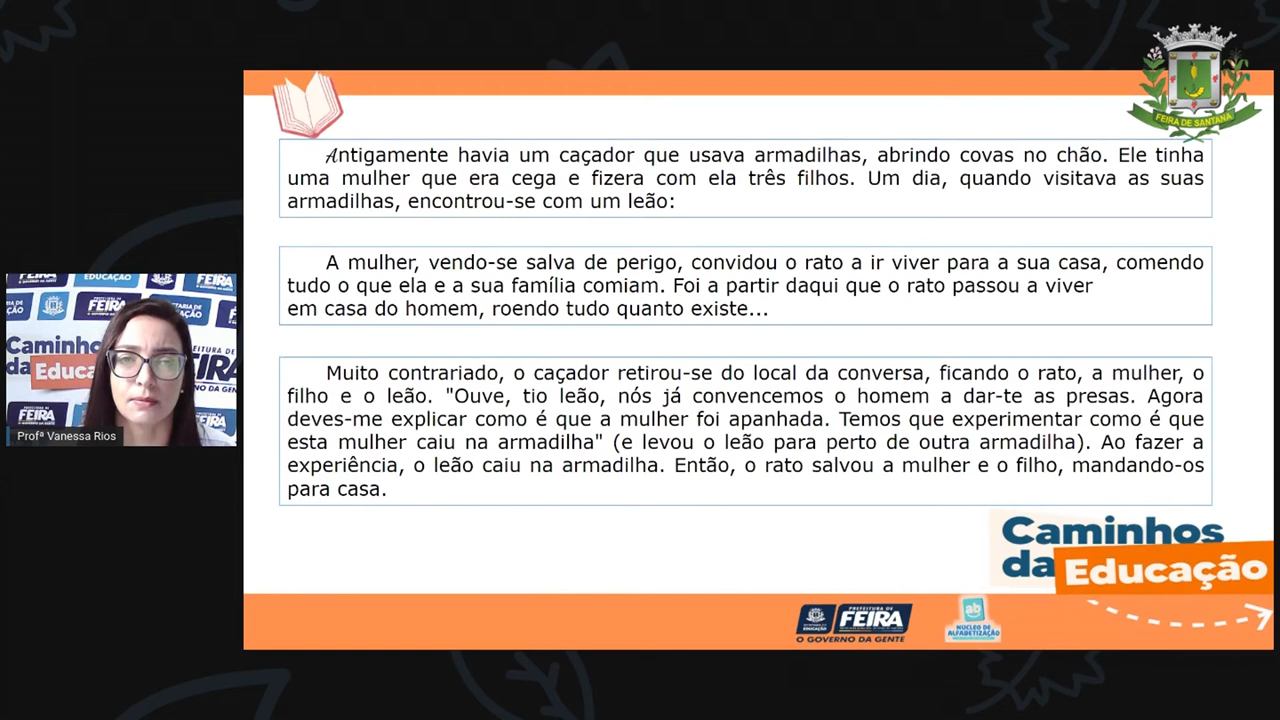 FEIRA DE SANTANA
Antigamente havia um caçador que usava armadilhas, abrindo covas no chão. Ele tinha
uma mulher que era cega e fizera com ela três filhos. Um dia, quando visitava as suas
armadilhas, encontrou-se com um leão:
A mulher, vendo-se salva de perigo, convidou o rato a ir viver para a sua casa, comendo
tudo o que ela e a sua família comiam. Foi a partir daqui que o rato passou a viver
em casa do homem, roendo tudo quanto existe...
Muito contrariado, o caçador retirou-se do local da conversa, ficando o rato, a mulher, o
filho e o leão. "Ouve, tio leão, nós já convencemos o homem a dar-te as presas. Agora
deves-me explicar como é que a mulher foi apanhada. Temos que experimentar como é que
esta mulher caiu na armadilha" (e levou o leão para perto de outra armadilha). Ao fazer a
experiência, o leão caiu na armadilha. Então, o rato salvou a mulher e o filho, mandando-os
para casa.
Profª Vanessa Rios
Caminhos
da Educação
PREFEITURA DE
FEIRA
O GOVERNO DA GENTE
ab
NÚCLEO DE
ALFABETIZAÇÃO